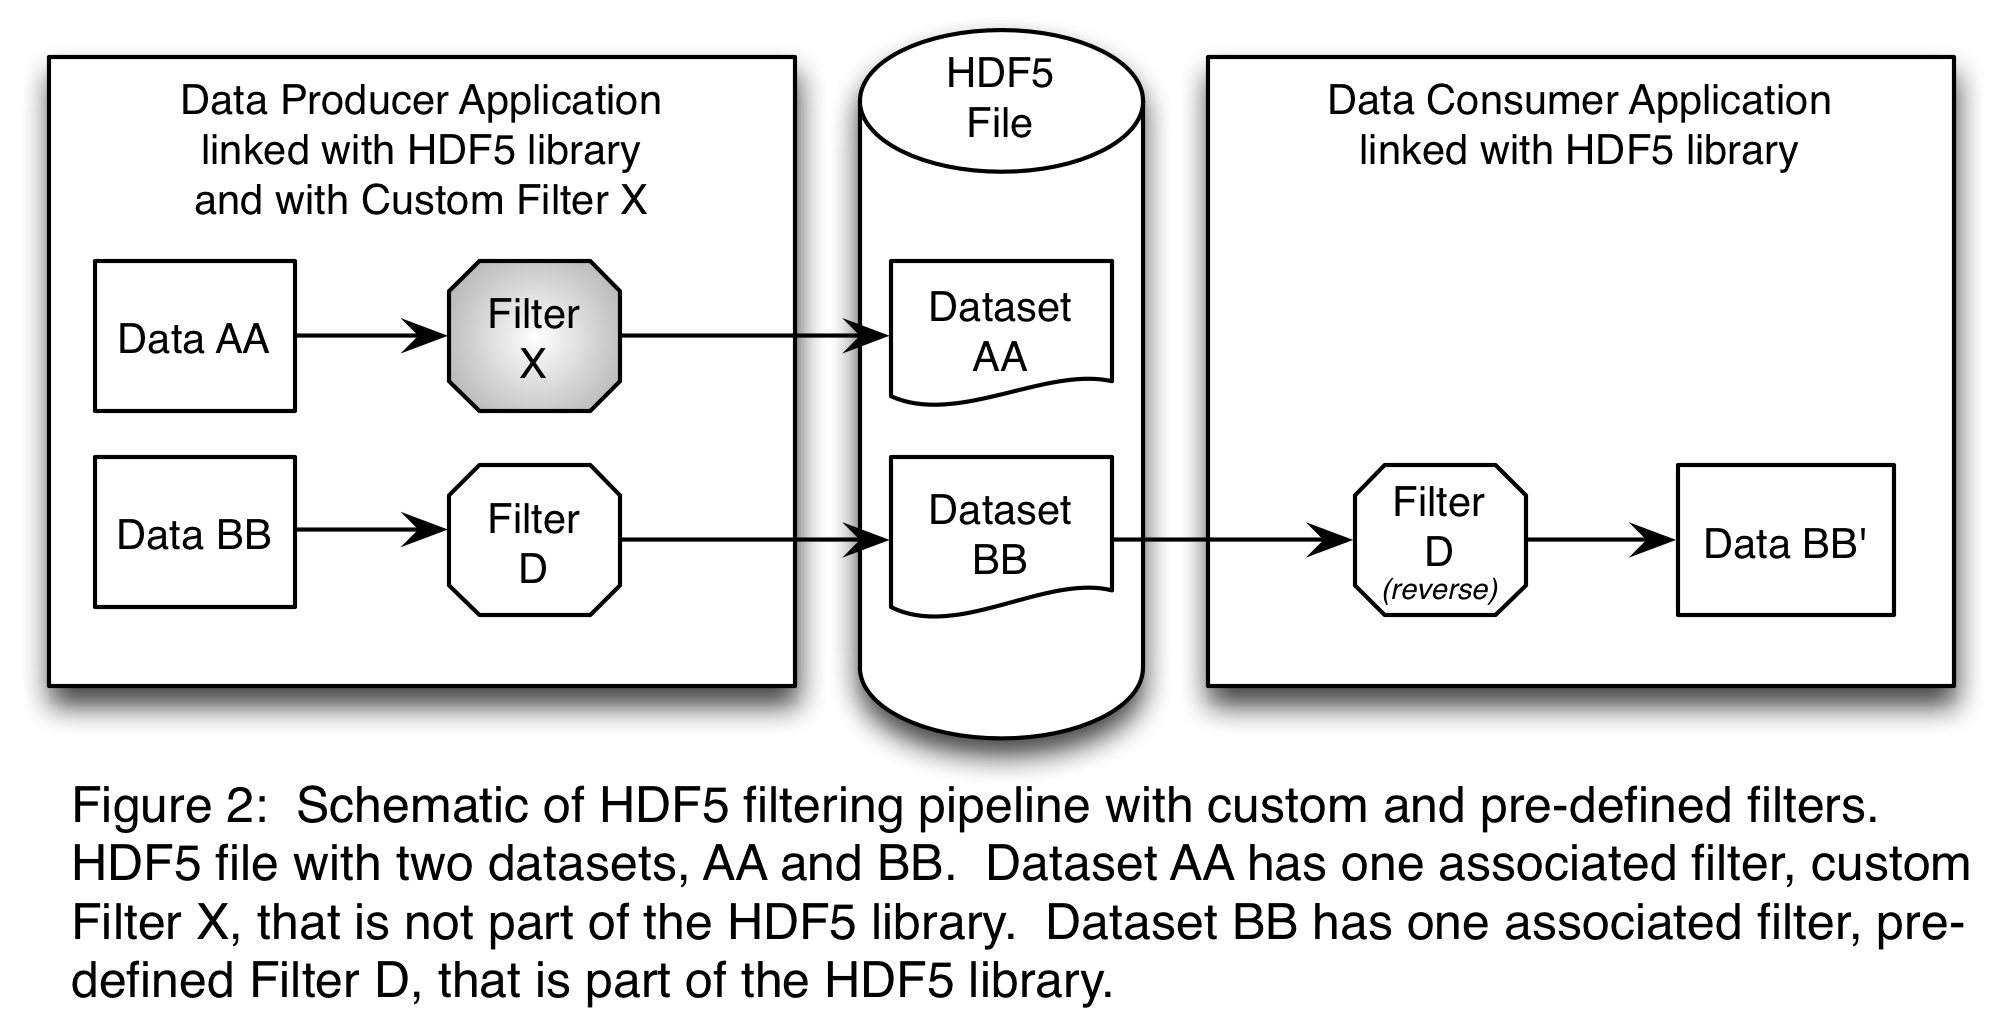 Data Producer Application
linked with HDF5 library
and with Custom Filter X
Data AA
Filter
X
Data BB
Filter
D
HDF5
File
Dataset
AA
Dataset
BB
Data Consumer Application
linked with HDF5 library
Filter
D
(reverse)
Data BB'
Figure 2:  Schematic of HDF5 filtering pipeline with custom and pre-defined filters.
HDF5 file with two datasets, AA and BB.  Dataset AA has one associated filter, custom
Filter X, that is not part of the HDF5 library.  Dataset BB has one associated filter, pre-
defined Filter D, that is part of the HDF5 library.